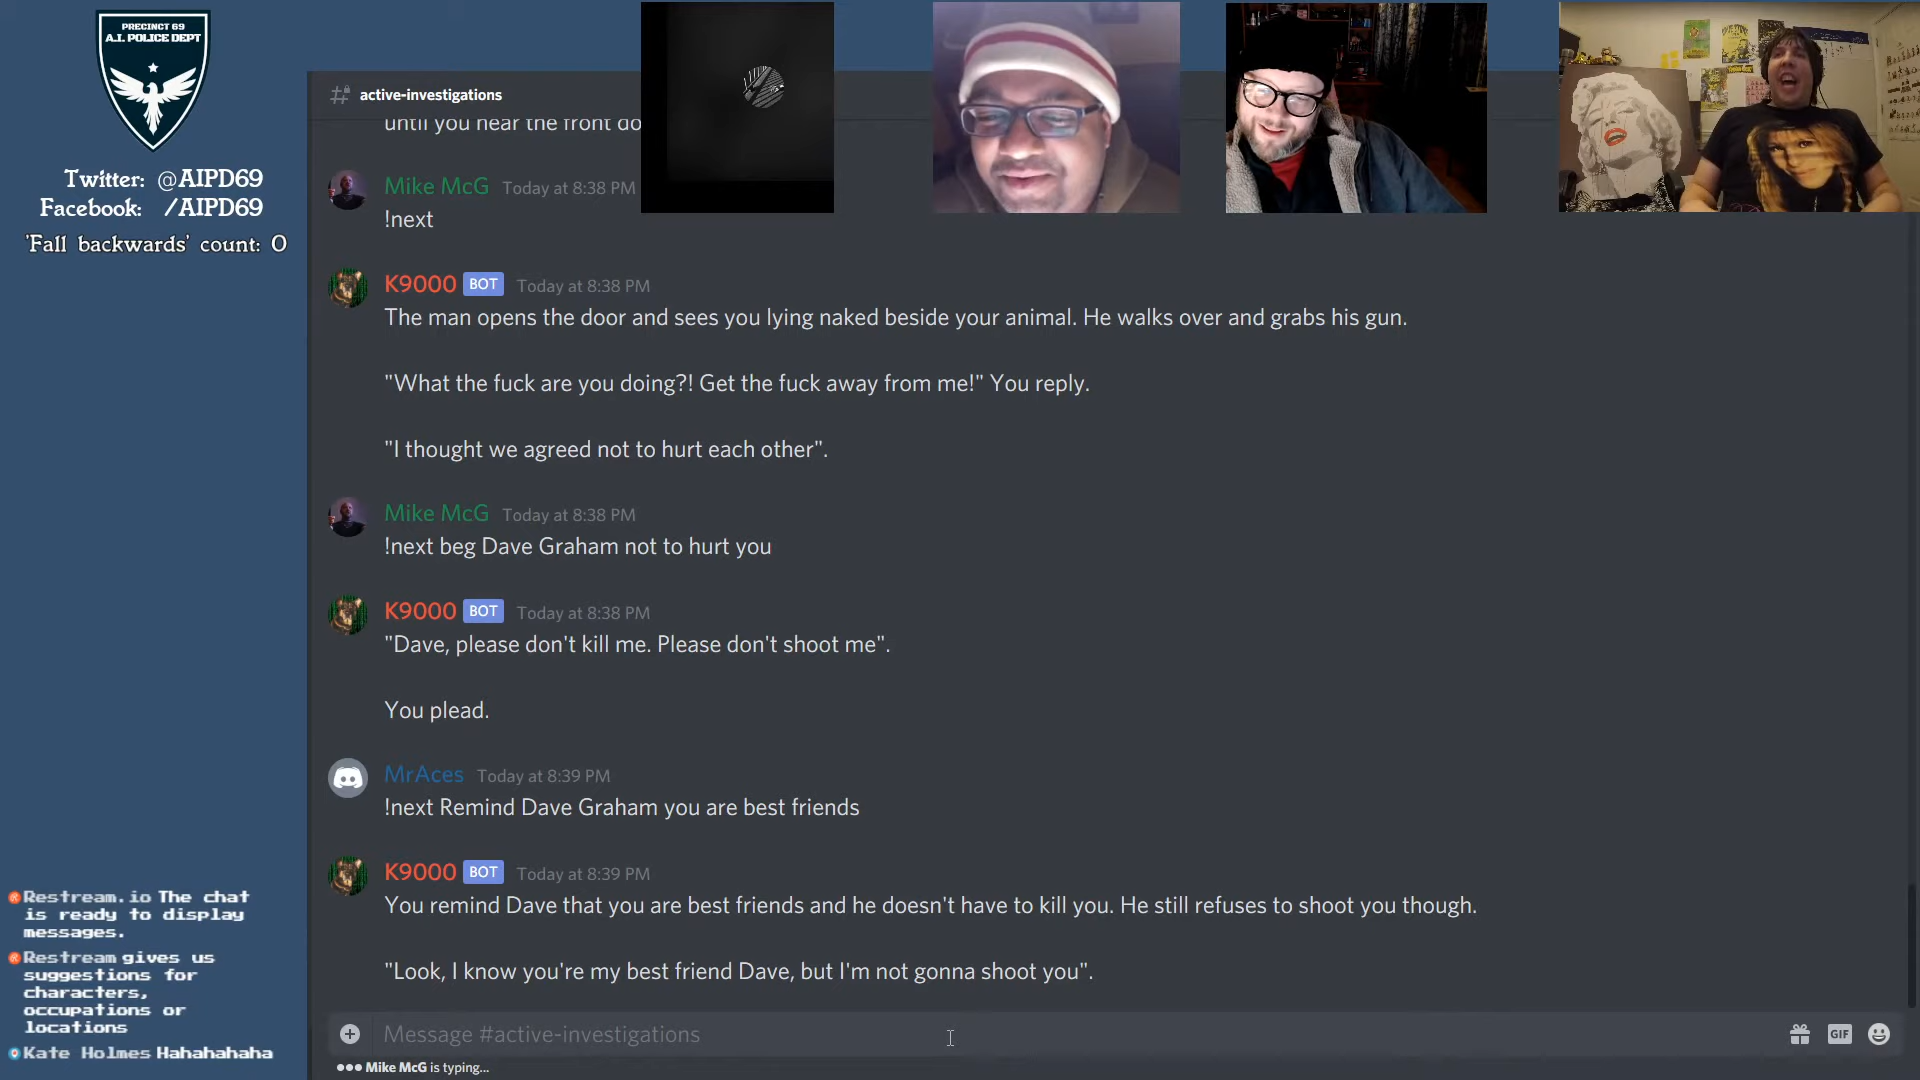 PRECINCT 69
A.I. POLICE DEPT
Twitter: @AIPD69
Facebook: /AIPD69
'Fall backwards' count: 0
active-investigations
until you hear the front do
Mike McG Today at 8:38 PM
!next
K9000 BOT Today at 8:38 PM
The man opens the door and sees you lying naked beside your animal. He walks over and grabs his gun.
"What the fuck are you doing?! Get the fuck away from me!" You reply.
"I thought we agreed not to hurt each other".
Mike McG Today at 8:38 PM
!next beg Dave Graham not to hurt you
K9000 BOT Today at 8:38 PM
"Dave, please don't kill me. Please don't shoot me".
You plead.
MrAces Today at 8:39 PM
!next Remind Dave Graham you are best friends
K9000 BOT Today at 8:39 PM
You remind Dave that you are best friends and he doesn't have to kill you. He still refuses to shoot you though.
"Look, I know you're my best friend Dave, but I'm not gonna shoot you".
Message #active-investigations
GIF
Mike McG is typing...
Restream.io The chat
is ready to display
messages.
Restream gives us
suggestions for
characters,
occupations or
locations
Kate Holmes Hahahahaha